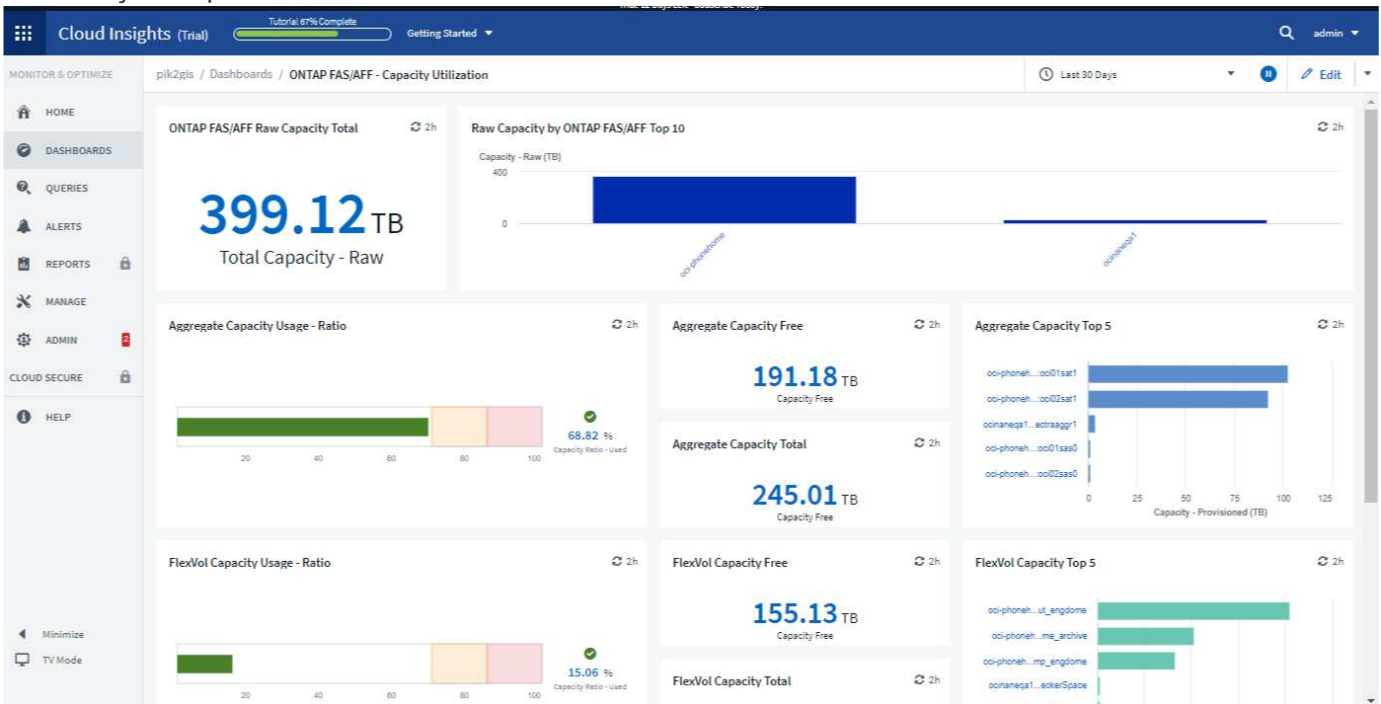 Cloud Insights (Trial)
Tutorial 87% Complete
Getting Started
admin
MONITOR & OPTIMIZE
pik2gis / Dashboards / ONTAP FAS/AFF - Capacity Utilization
Last 30 Days
Edit
HOME
DASHBOARDS
QUERIES
ALERTS
REPORTS
MANAGE
ADMIN
2
CLOUD SECURE
HELP
Minimize
TV Mode
ONTAP FAS/AFF Raw Capacity Total
2h
399.12 TB
Total Capacity - Raw
Raw Capacity by ONTAP FAS/AFF Top 10
2h
Capacity - Raw (TB)
400
0
oci-phonehome
ocinaneqa1
Aggregate Capacity Usage - Ratio
2h
20 40 60 80 100
68.82 %
Capacity Ratio - Used
Aggregate Capacity Free
2h
191.18 TB
Capacity Free
Aggregate Capacity Total
2h
245.01 TB
Capacity Free
Aggregate Capacity Top 5
2h
oci-phoneh...:oci01sat1
oci-phoneh...:oci02sat1
ocinaneqa1...ectraaggr1
oci-phoneh...:oci01sas0
oci-phoneh...:oci02sas0
0 25 50 75 100 125
Capacity - Provisioned (TB)
FlexVol Capacity Usage - Ratio
2h
20 40 60 80 100
15.06 %
Capacity Ratio - Used
FlexVol Capacity Free
2h
155.13 TB
Capacity Free
FlexVol Capacity Total
2h
FlexVol Capacity Top 5
2h
oci-phoneh...ut_engdome
oci-phoneh...me_archive
oci-phoneh...mp_engdome
ocinaneqa1...eckerSpace